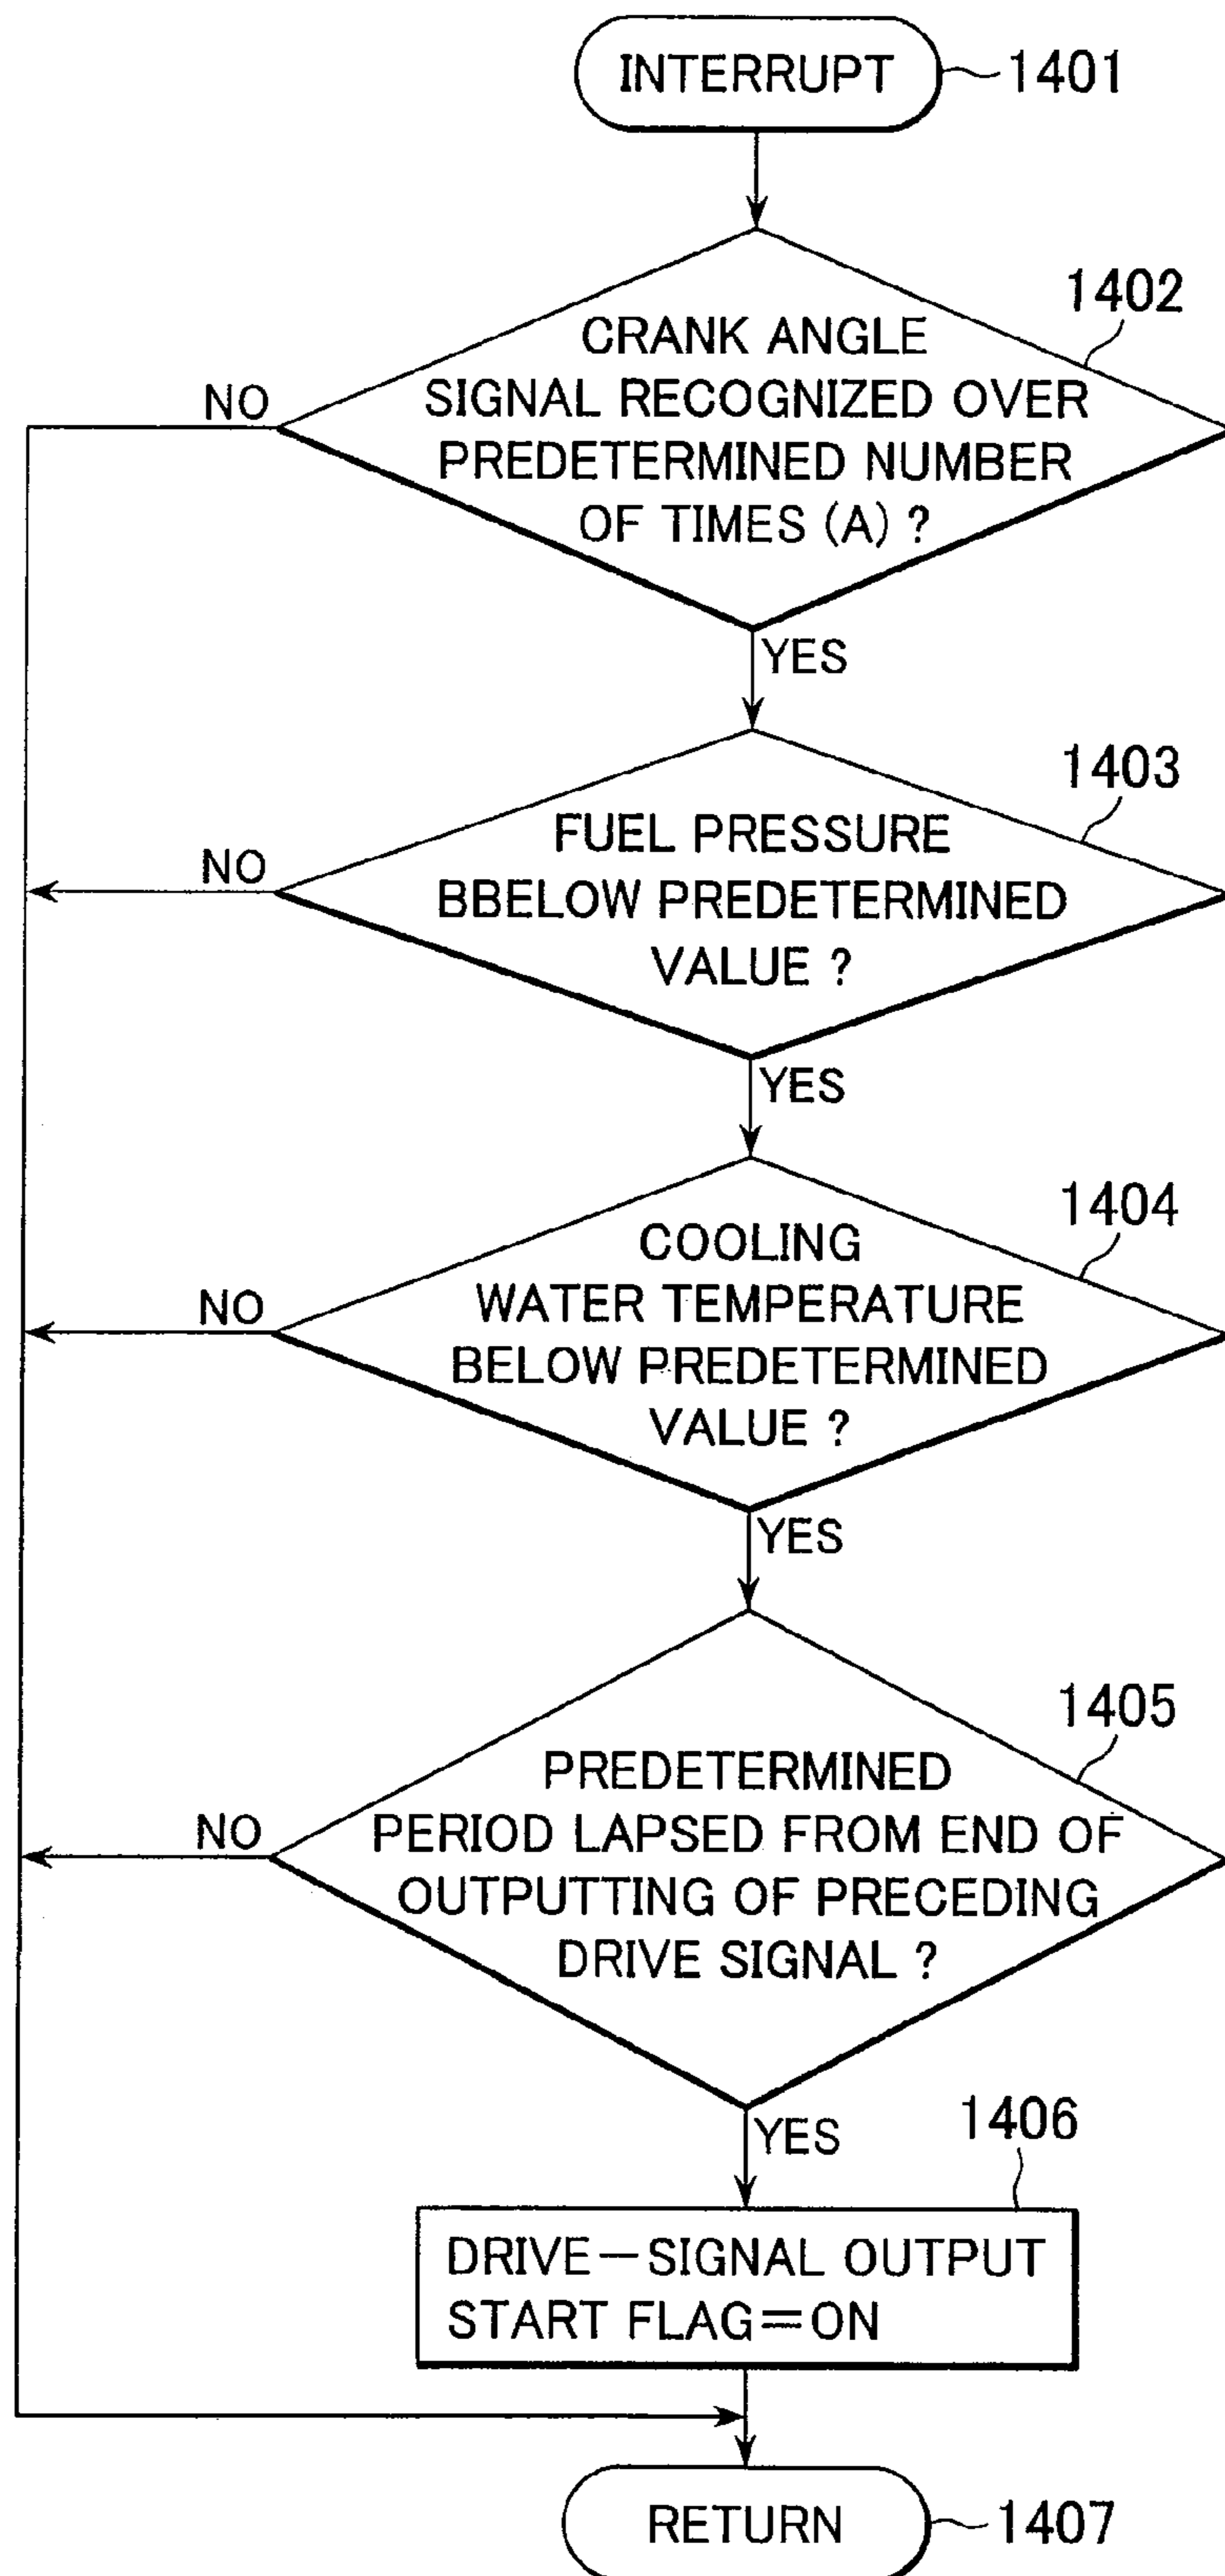 INTERRUPT
1401
1402
CRANK ANGLE
SIGNAL RECOGNIZED OVER
PREDETERMINED NUMBER
OF TIMES (A) ?
NO
YES
1403
FUEL PRESSURE
BBELOW PREDETERMINED
VALUE ?
NO
YES
1404
COOLING
WATER TEMPERATURE
BELOW PREDETERMINED
VALUE ?
NO
YES
1405
PREDETERMINED
PERIOD LAPSED FROM END OF
OUTPUTTING OF PRECEDING
DRIVE SIGNAL ?
NO
YES
1406
DRIVE-SIGNAL OUTPUT
START FLAG=ON
RETURN
1407